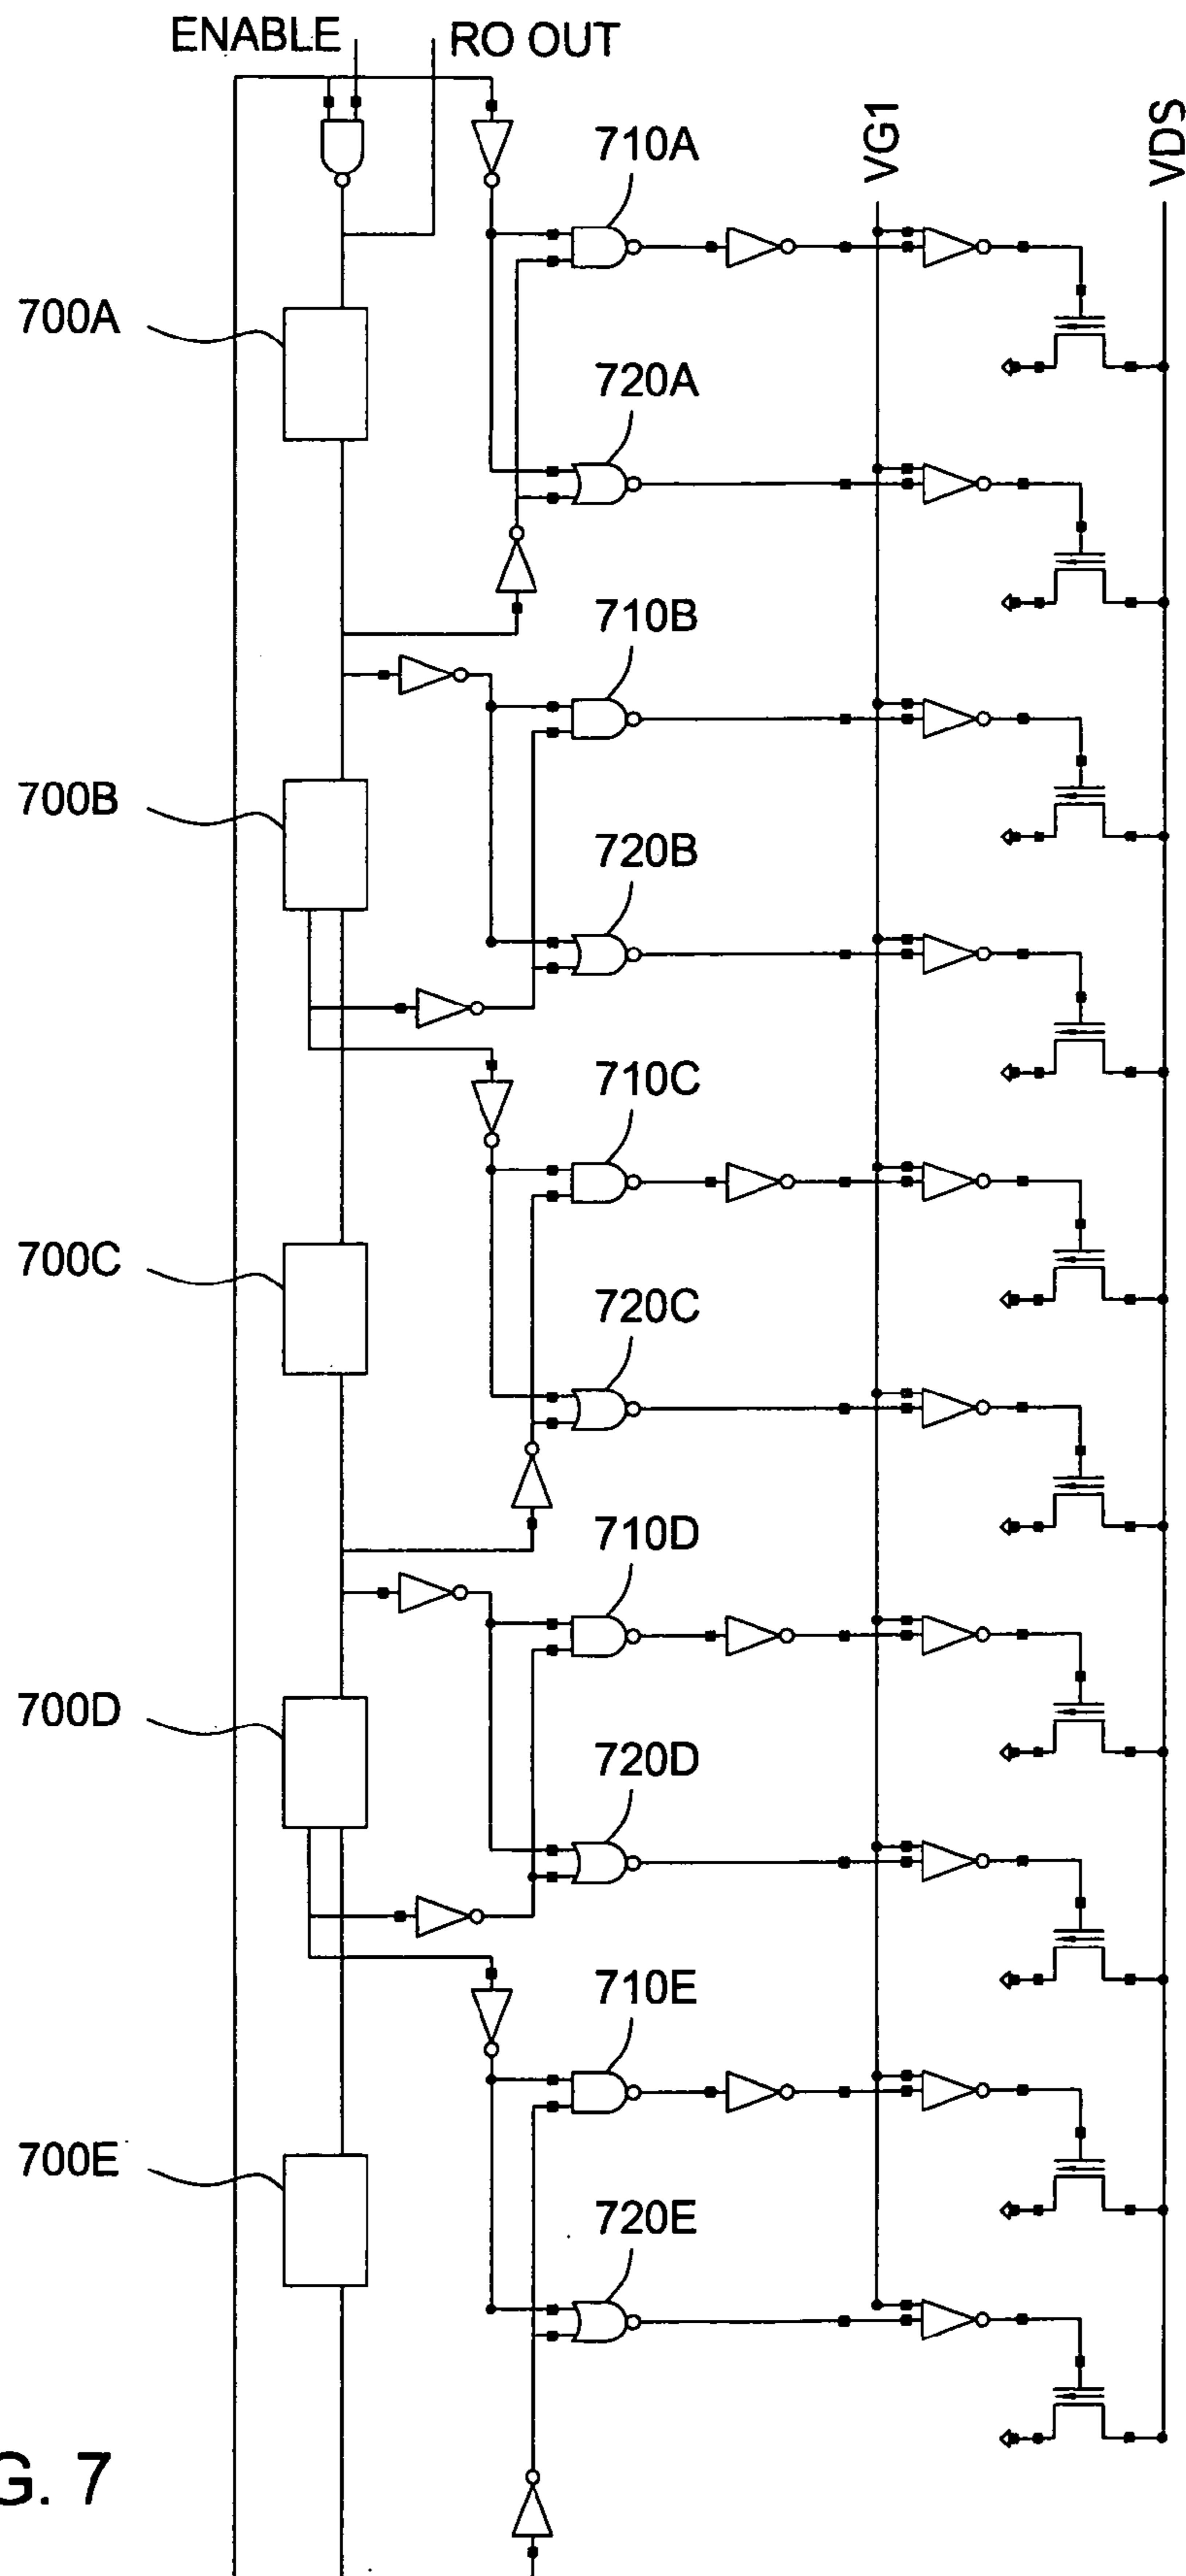 ENABLE
RO OUT
VG1
VDS
710A
700A
720A
710B
700B
720B
710C
700C
720C
710D
700D
720D
710E
700E
720E
G. 7